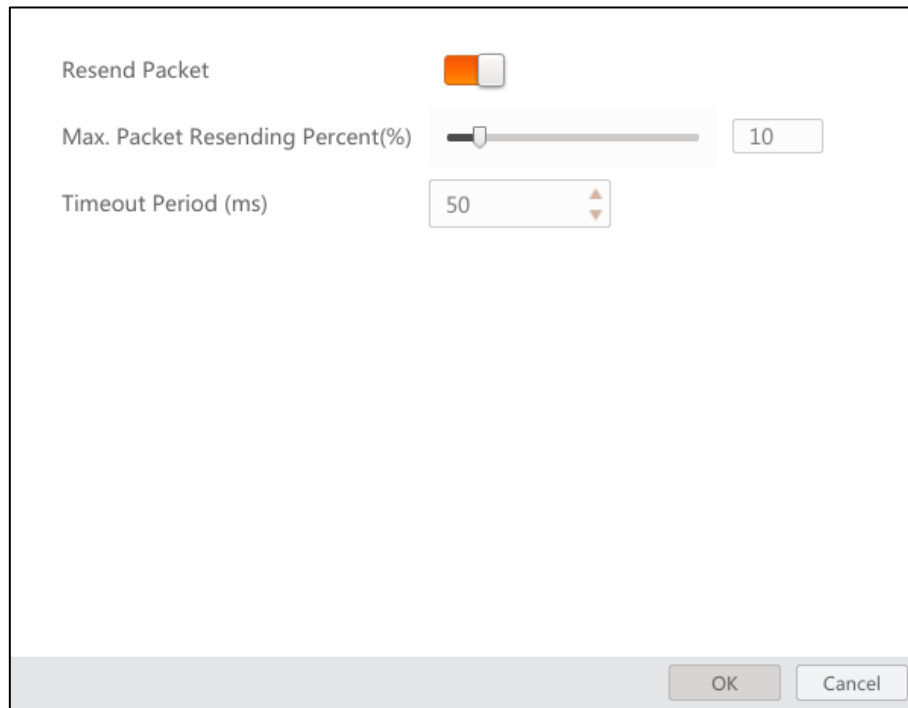 Resend Packet
Max. Packet Resending Percent(%) 10
Timeout Period (ms) 50
OK Cancel